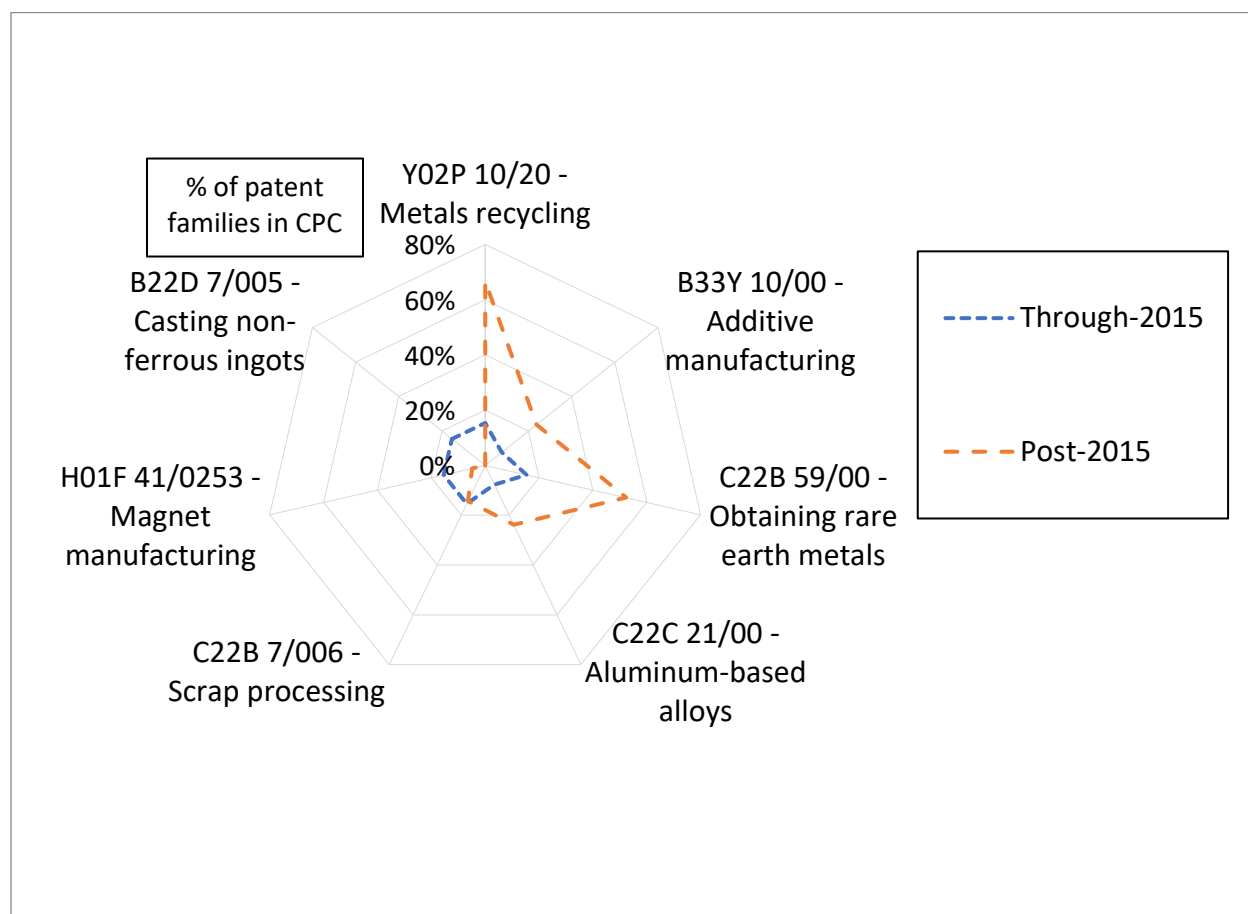 % of patent
families in CPC
Y02P 10/20 -
Metals recycling
80%
60%
40%
20%
0%
B33Y 10/00 -
Additive
manufacturing
C22B 59/00 -
Obtaining rare
earth metals
C22C 21/00 -
Aluminum-based
alloys
C22B 7/006 -
Scrap processing
H01F 41/0253 -
Magnet
manufacturing
B22D 7/005 -
Casting non-
ferrous ingots
Through-2015
Post-2015